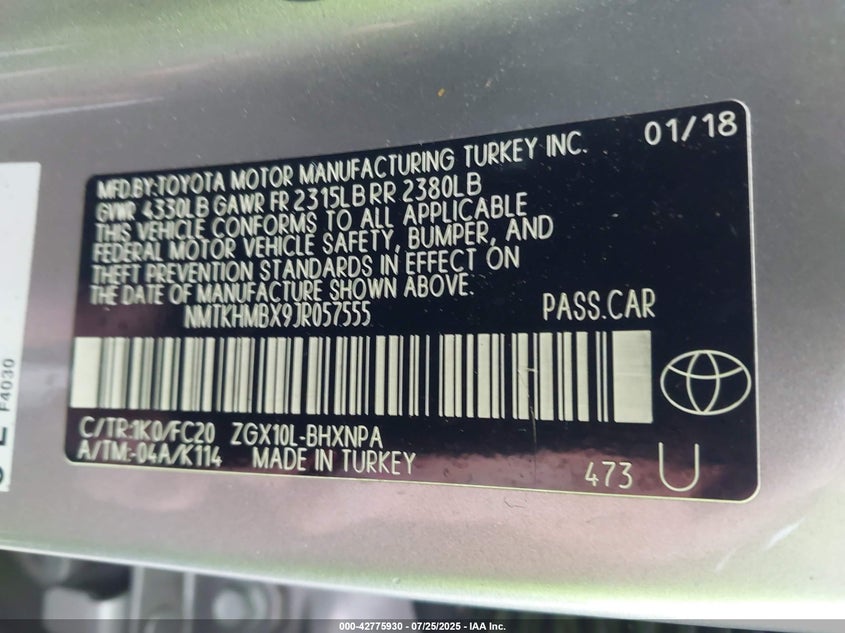 01/18
MFD.BY:TOYOTA MOTOR MANUFACTURING TURKEY INC.
GVWR 4330LB GAWR FR 2315LB RR 2380LB
THIS VEHICLE CONFORMS TO ALL APPLICABLE
FEDERAL MOTOR VEHICLE SAFETY, BUMPER, AND
THEFT PREVENTION STANDARDS IN EFFECT ON
THE DATE OF MANUFACTURE SHOWN ABOVE.
NMTKHMBX9JR057555 PASS.CAR
C/TR:1K0/FC20 ZGX10L-BHXNPA
A/TM:-04A/K114 MADE IN TURKEY
473 U
F4030
000-42775930 - 07/25/2025 - IAA Inc.